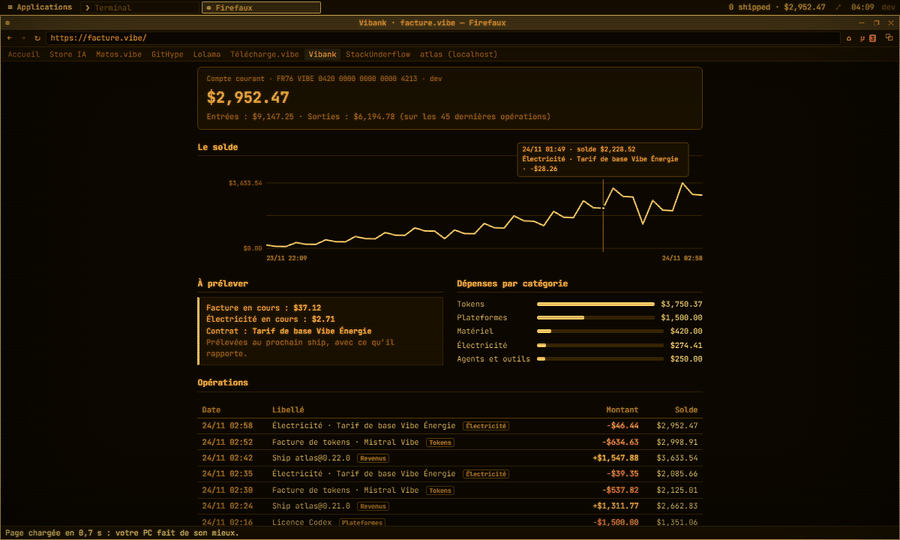 Applications
Terminal
Firefaux
0 shipped · $2,952.47
04:09
dev
Vibank · facture.vibe — Firefaux
https://facture.vibe/
Accueil
Store IA
Matos.vibe
GitHype
Lolama
Télécharge.vibe
Vibank
StackUnderflow
atlas (localhost)
Compte courant · FR76 VIBE 0420 0000 0000 0000 4213 · dev
$2,952.47
Entrées : $9,147.25 · Sorties : $6,194.78 (sur les 45 dernières opérations)
Le solde
24/11 01:49 · solde $2,228.52
Électricité · Tarif de base Vibe Énergie
· -$28.26
$3,633.54
$0.00
23/11 22:09
24/11 02:58
À prélever
Facture en cours : $37.12
Électricité en cours : $2.71
Contrat : Tarif de base Vibe Énergie
Prélevées au prochain ship, avec ce qu'il
rapporte.
Dépenses par catégorie
Tokens $3,750.37
Plateformes $1,500.00
Matériel $420.00
Électricité $274.41
Agents et outils $250.00
Opérations
Date Libellé Montant Solde
24/11 02:58 Électricité · Tarif de base Vibe Énergie Électricité -$46.44 $2,952.47
24/11 02:52 Facture de tokens · Mistral Vibe Tokens -$634.63 $2,998.91
24/11 02:42 Ship atlas@0.22.0 Revenus +$1,547.88 $3,633.54
24/11 02:35 Électricité · Tarif de base Vibe Énergie Électricité -$39.35 $2,085.66
24/11 02:30 Facture de tokens · Mistral Vibe Tokens -$537.82 $2,125.01
24/11 02:24 Ship atlas@0.21.0 Revenus +$1,311.77 $2,662.83
24/11 02:16 Licence Codex Plateformes -$1,500.00 $1,351.06
Page chargée en 0,7 s : votre PC fait de son mieux.